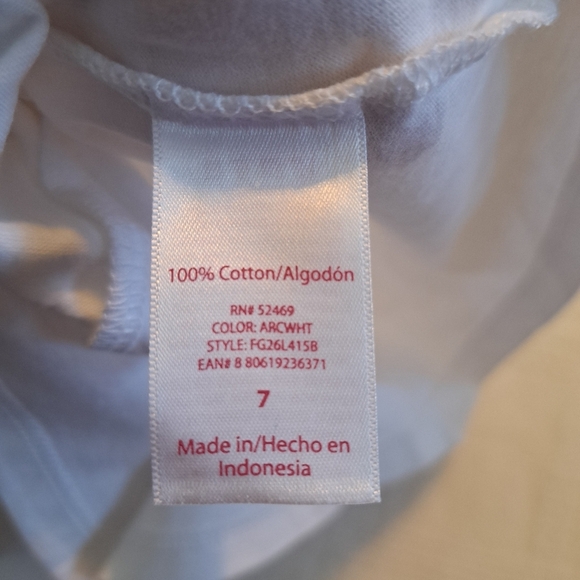 100% Cotton/Algodón
RN# 52469
COLOR: ARCWHT
STYLE: FG26L415B
EAN# 8 80619236371
7
Made in/Hecho en
Indonesia